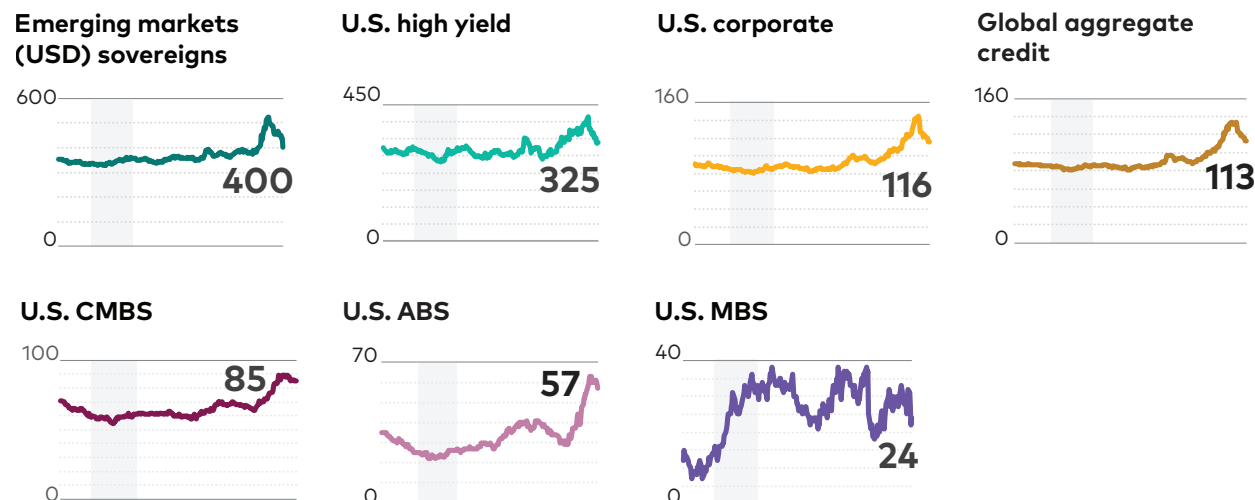 Emerging markets
(USD) sovereigns
600
400
0
U.S. high yield
450
325
0
U.S. corporate
160
116
0
Global aggregate
credit
160
113
0
U.S. CMBS
100
85
0
U.S. ABS
70
57
0
U.S. MBS
40
24
0